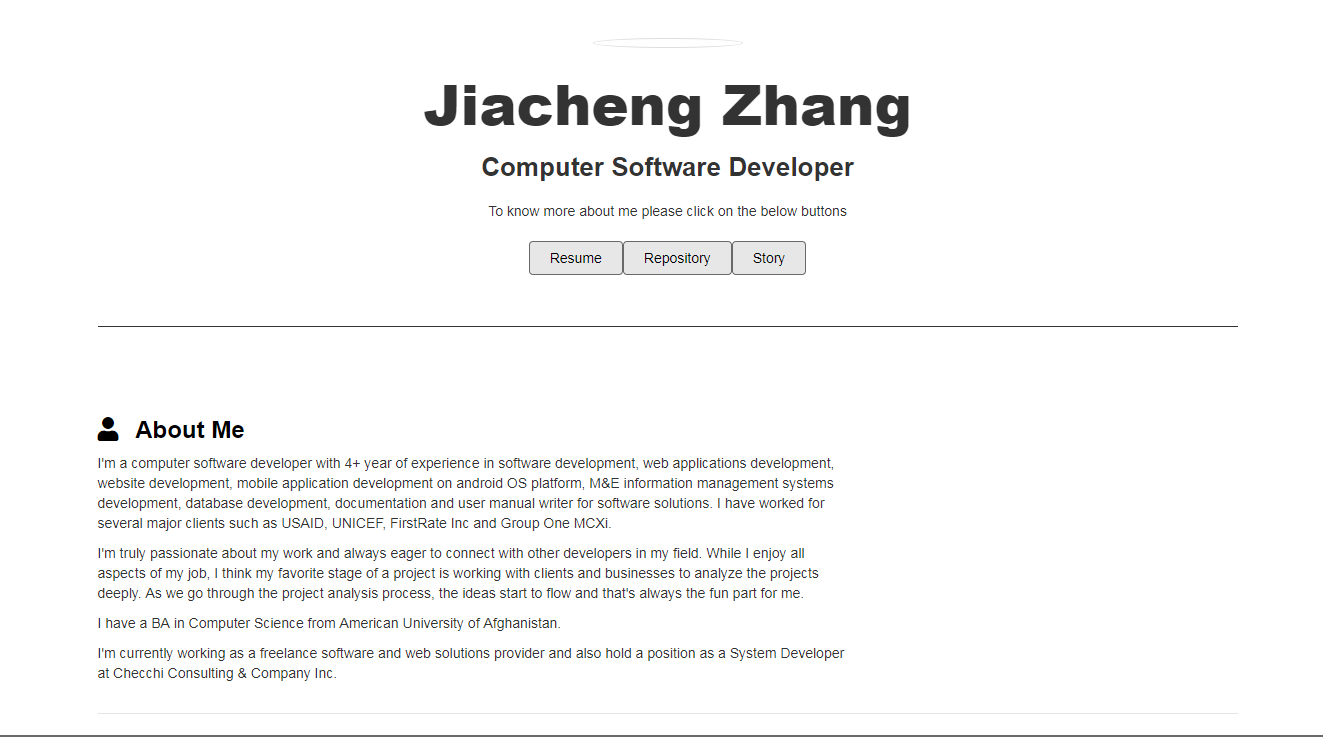 Jiacheng Zhang
Computer Software Developer
To know more about me please click on the below buttons
Resume Repository Story
About Me
I'm a computer software developer with 4+ year of experience in software development, web applications development,
website development, mobile application development on android OS platform, M&E information management systems
development, database development, documentation and user manual writer for software solutions. I have worked for
several major clients such as USAID, UNICEF, FirstRate Inc and Group One MCXi.
I'm truly passionate about my work and always eager to connect with other developers in my field. While I enjoy all
aspects of my job, I think my favorite stage of a project is working with clients and businesses to analyze the projects
deeply. As we go through the project analysis process, the ideas start to flow and that's always the fun part for me.
I have a BA in Computer Science from American University of Afghanistan.
I'm currently working as a freelance software and web solutions provider and also hold a position as a System Developer
at Checchi Consulting & Company Inc.